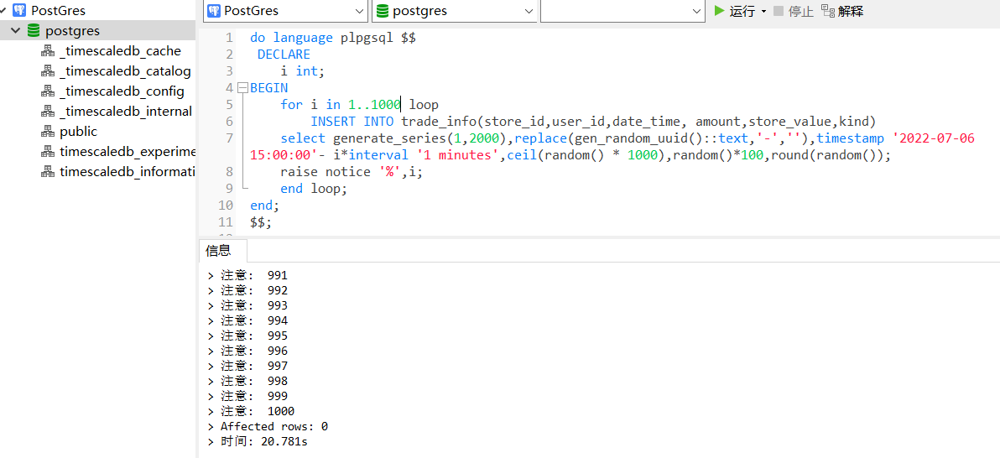 PostGres
postgres
_timescaledb_cache
_timescaledb_catalog
_timescaledb_config
_timescaledb_internal
public
timescaledb_experime
timescaledb_informati
PostGres postgres 运行 停止 解释
1 do language plpgsql $$
2 DECLARE
3 i int;
4 BEGIN
5 for i in 1..1000 loop
6 INSERT INTO trade_info(store_id,user_id,date_time, amount,store_value,kind)
7 select generate_series(1,2000),replace(gen_random_uuid()::text,'-',''),timestamp '2022-07-06
15:00:00'- i*interval '1 minutes',ceil(random() * 1000),random()*100,round(random());
8 raise notice '%',i;
9 end loop;
10 end;
11 $$;
信息
> 注意: 991
> 注意: 992
> 注意: 993
> 注意: 994
> 注意: 995
> 注意: 996
> 注意: 997
> 注意: 998
> 注意: 999
> 注意: 1000
> Affected rows: 0
> 时间: 20.781s